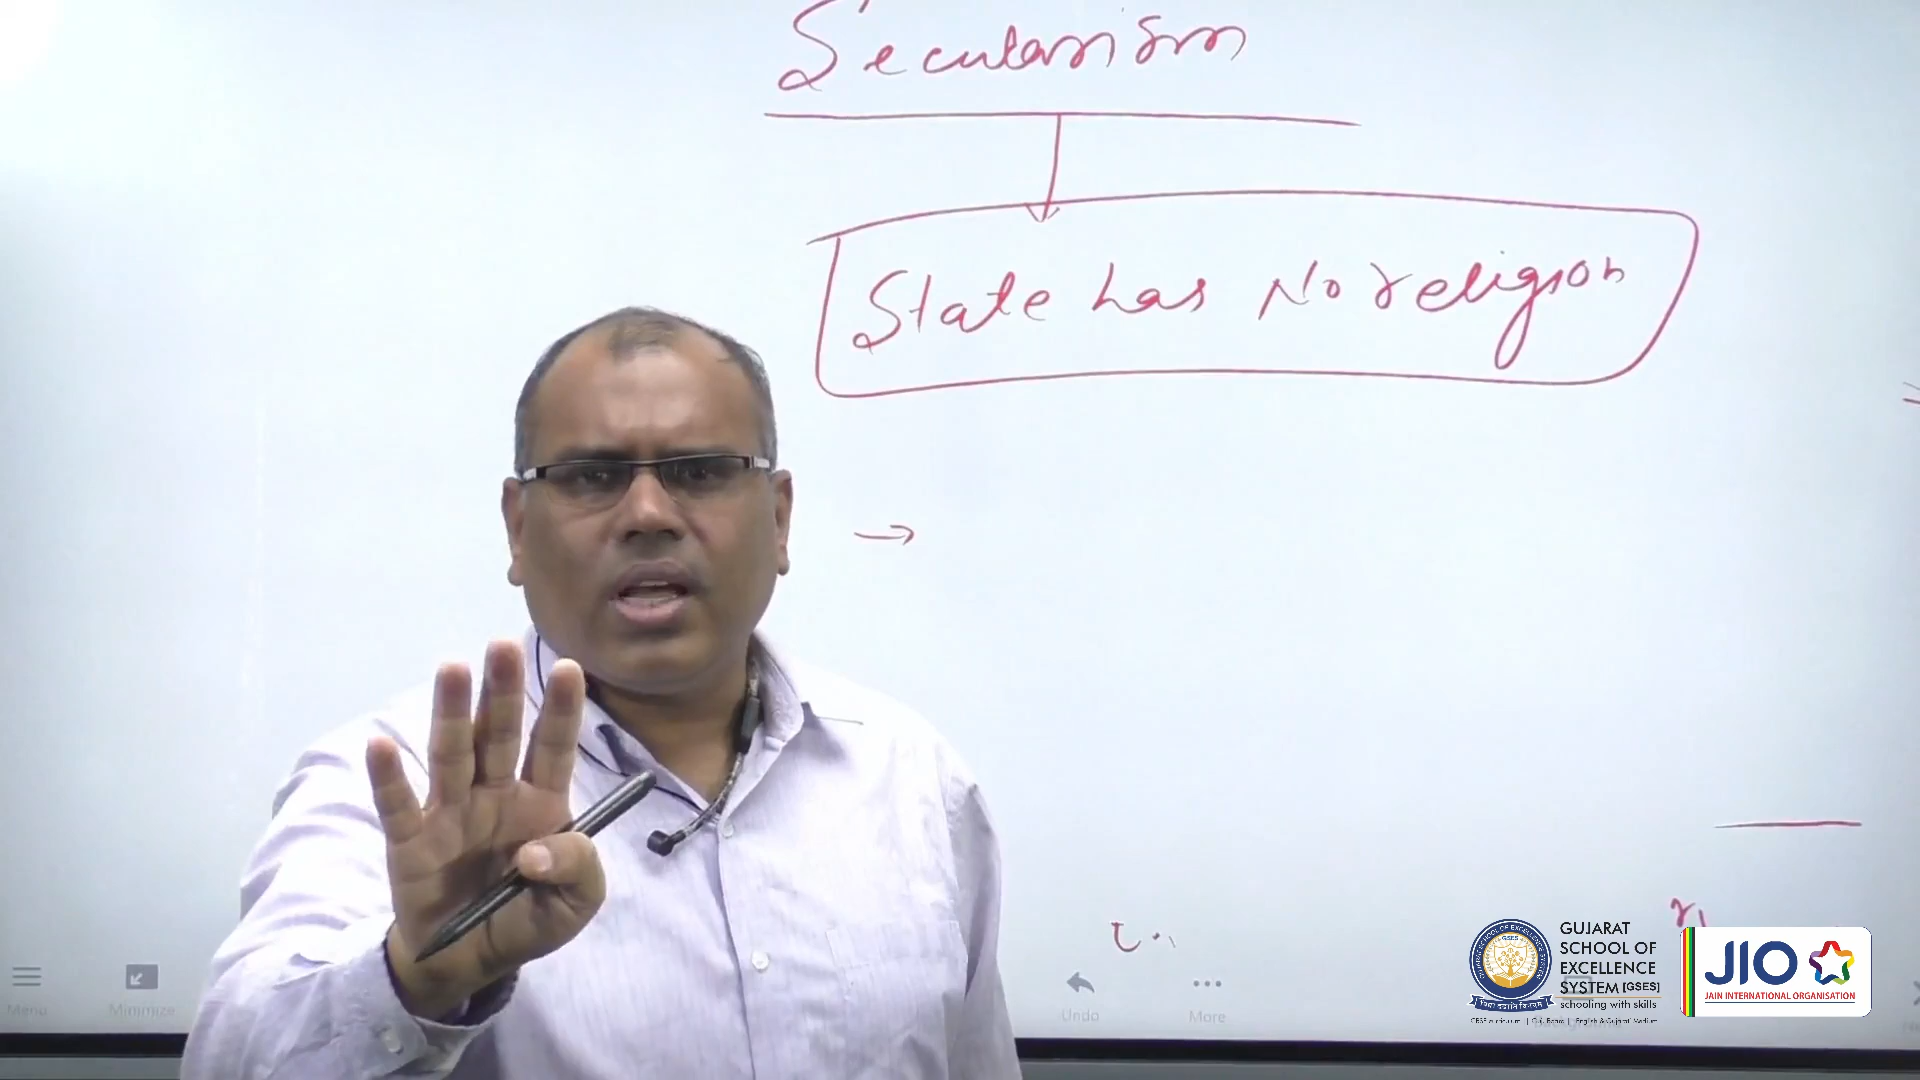 Secularism
State has No religion
Menu
Minimize
Undo
More
GUJARAT
SCHOOL OF
EXCELLENCE
SYSTEM [GSES]
schooling with skills
JIO
JAIN INTERNATIONAL ORGANISATION